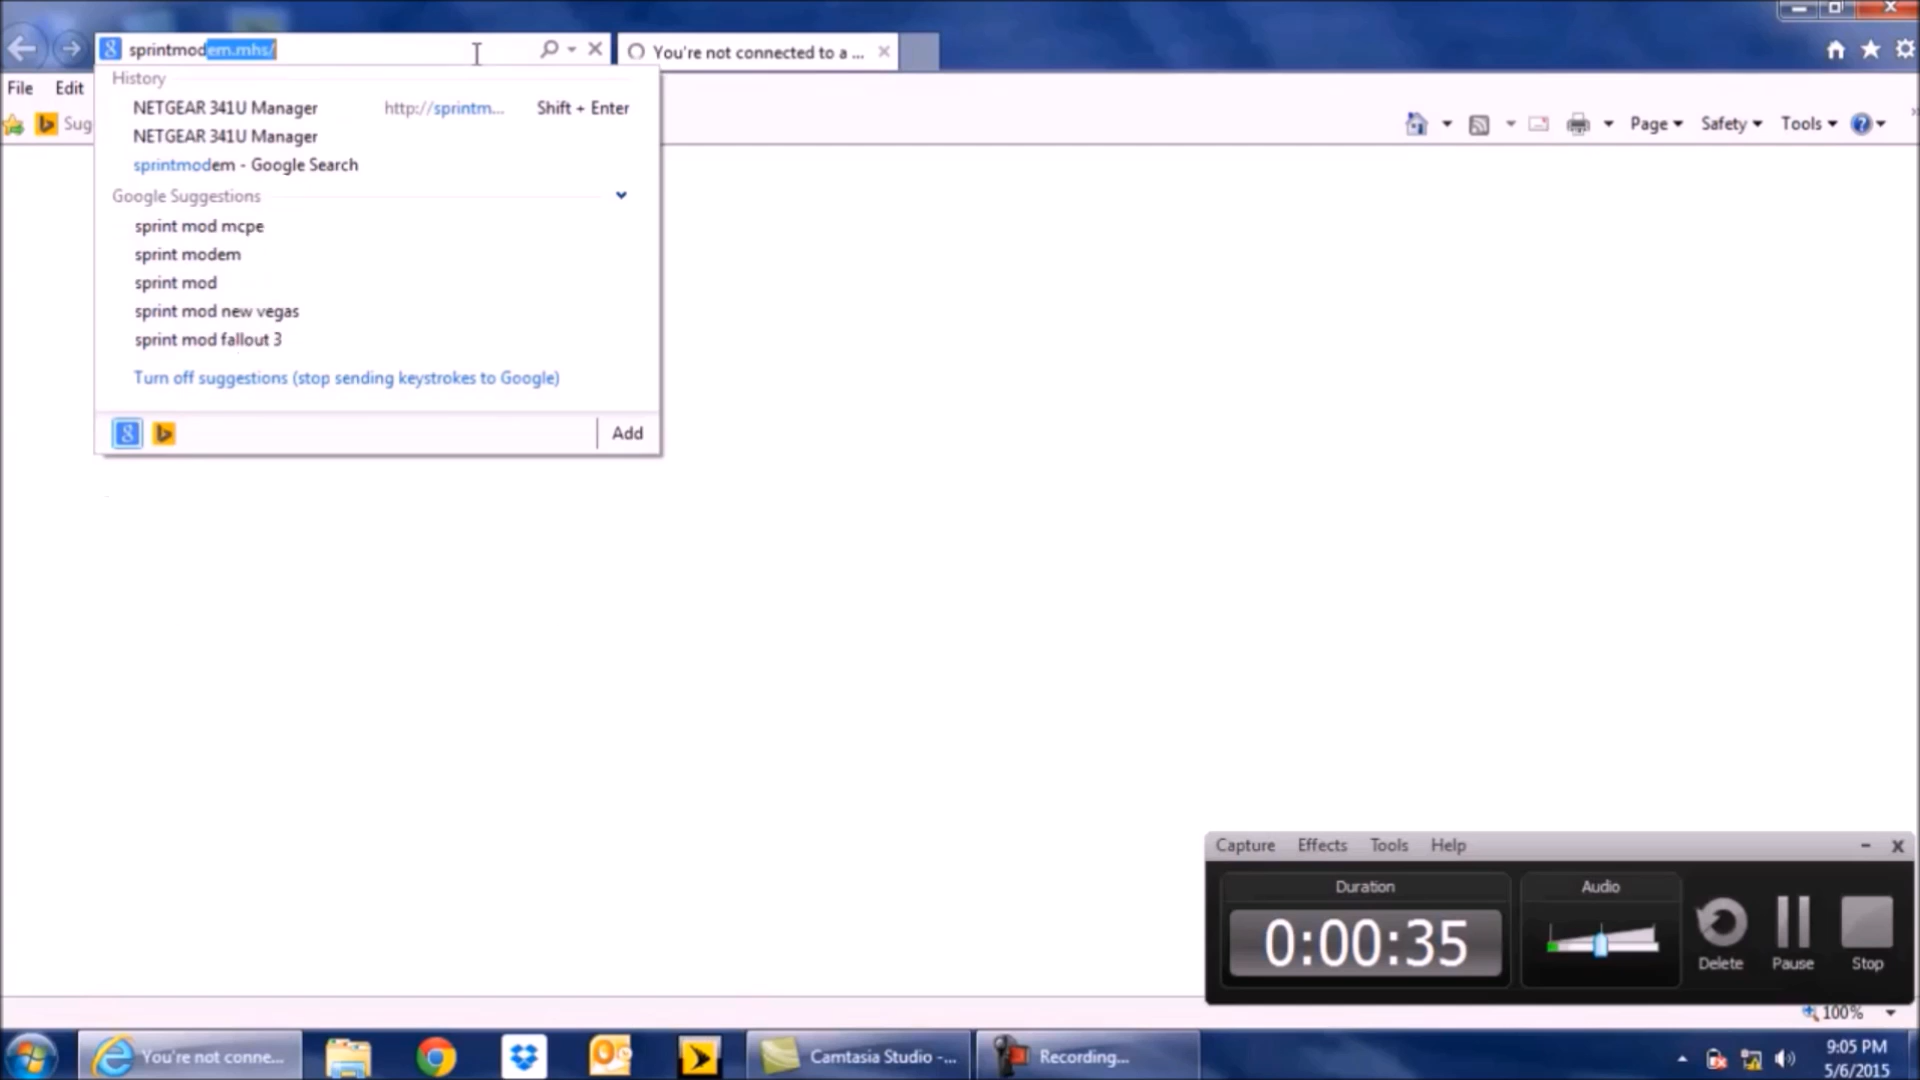 sprintmodem.mhs/
You're not connected to a ...
File Edit
History
NETGEAR 341U Manager http://sprintm... Shift + Enter
NETGEAR 341U Manager
sprintmodem - Google Search
Google Suggestions
sprint mod mcpe
sprint modem
sprint mod
sprint mod new vegas
sprint mod fallout 3
Turn off suggestions (stop sending keystrokes to Google)
Add
Sug
Page Safety Tools
Capture Effects Tools Help
Duration
Audio
0:00:35
Delete Pause Stop
100%
You're not conne...
Camtasia Studio -...
Recording...
9:05 PM
5/6/2015